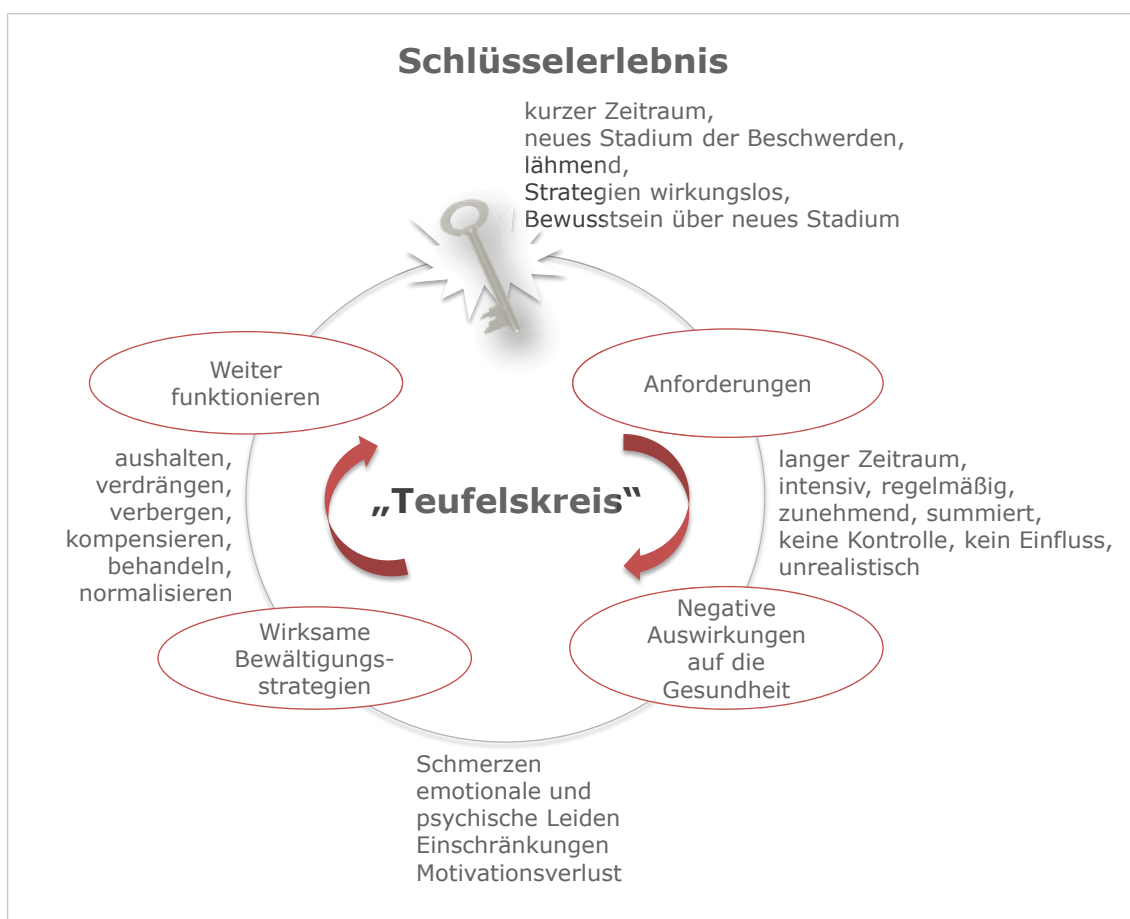 Schlüsselerlebnis
kurzer Zeitraum,
neues Stadium der Beschwerden,
lähmend,
Strategien wirkungslos,
Bewusstsein über neues Stadium
Weiter
funktionieren
Anforderungen
aushalten,
verdrängen,
verbergen,
kompensieren,
behandeln,
normalisieren
„Teufelskreis“
langer Zeitraum,
intensiv, regelmäßig,
zunehmend, summiert,
keine Kontrolle, kein Einfluss,
unrealistisch
Wirksame
Bewältigungs-
strategien
Negative
Auswirkungen
auf die
Gesundheit
Schmerzen
emotionale und
psychische Leiden
Einschränkungen
Motivationsverlust